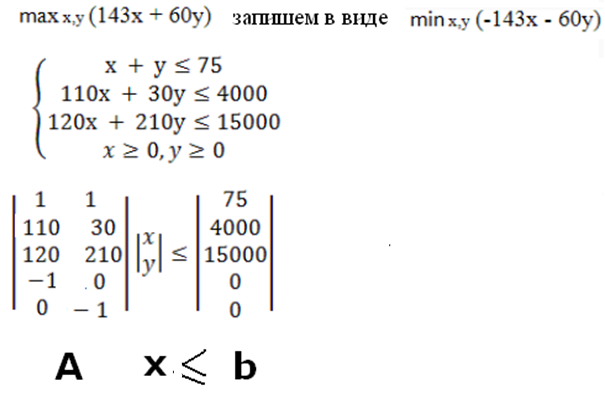 max x,y (143x + 60y) запишем в виде min x,y (-143x - 60y)
x + y ≤ 75
110x + 30y ≤ 4000
120x + 210y ≤ 15000
x ≥ 0, y ≥ 0
1 1 75
110 30 x 4000
120 210 y ≤ 15000
−1 0 0
0 − 1 0
A x ≤ b